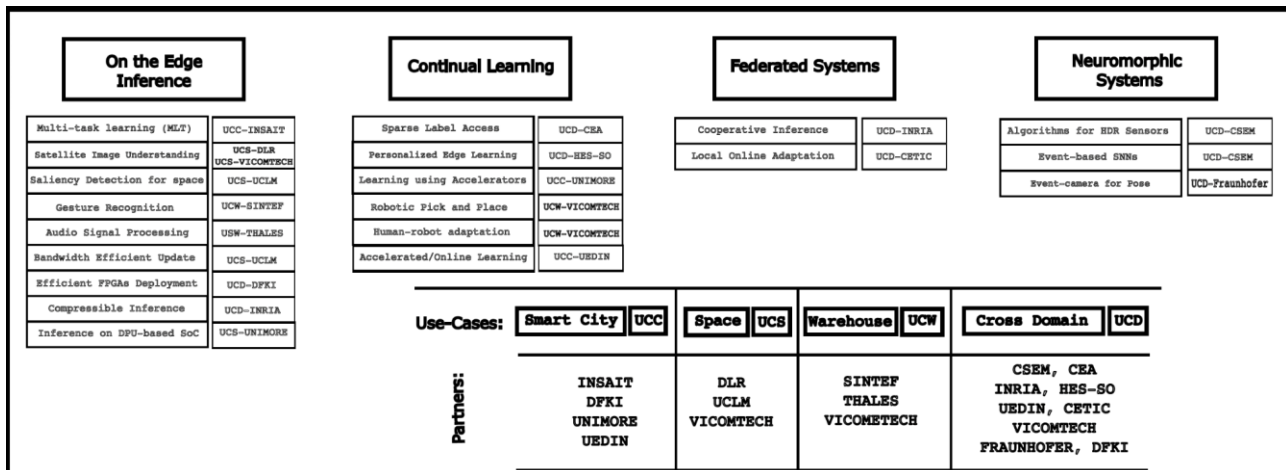 On the Edge
Inference
Multi-task learning (MLT) UCC-INSAIT
Satellite Image Understanding UCS-DLR
UCS-VICOMTECH
Saliency Detection for space UCS-UCLM
Gesture Recognition UCW-SINTEF
Audio Signal Processing USW-THALES
Bandwidth Efficient Update UCS-UCLM
Efficient FPGAs Deployment UCD-DFKI
Compressible Inference UCD-INRIA
Inference on DPU-based SoC UCS-UNIMORE
Continual Learning
Sparse Label Access UCD-CEA
Personalized Edge Learning UCD-HES-SO
Learning using Accelerators UCC-UNIMORE
Robotic Pick and Place UCW-VICOMTECH
Human-robot adaptation UCW-VICOMTECH
Accelerated/Online Learning UCC-UEDIN
Federated Systems
Cooperative Inference UCD-INRIA
Local Online Adaptation UCD-CETIC
Neuromorphic
Systems
Algorithms for HDR Sensors UCD-CSEM
Event-based SNNs UCD-CSEM
Event-camera for Pose UCD-Fraunhofer
Use-Cases: Smart City UCC Space UCS Warehouse UCW Cross Domain UCD
Partners:
INSAIT
DFKI
UNIMORE
UEDIN
DLR
UCLM
VICOMTECH
SINTEF
THALES
VICOMETECH
CSEM, CEA
INRIA, HES-SO
UEDIN, CETIC
VICOMTECH
FRAUNHOFER, DFKI